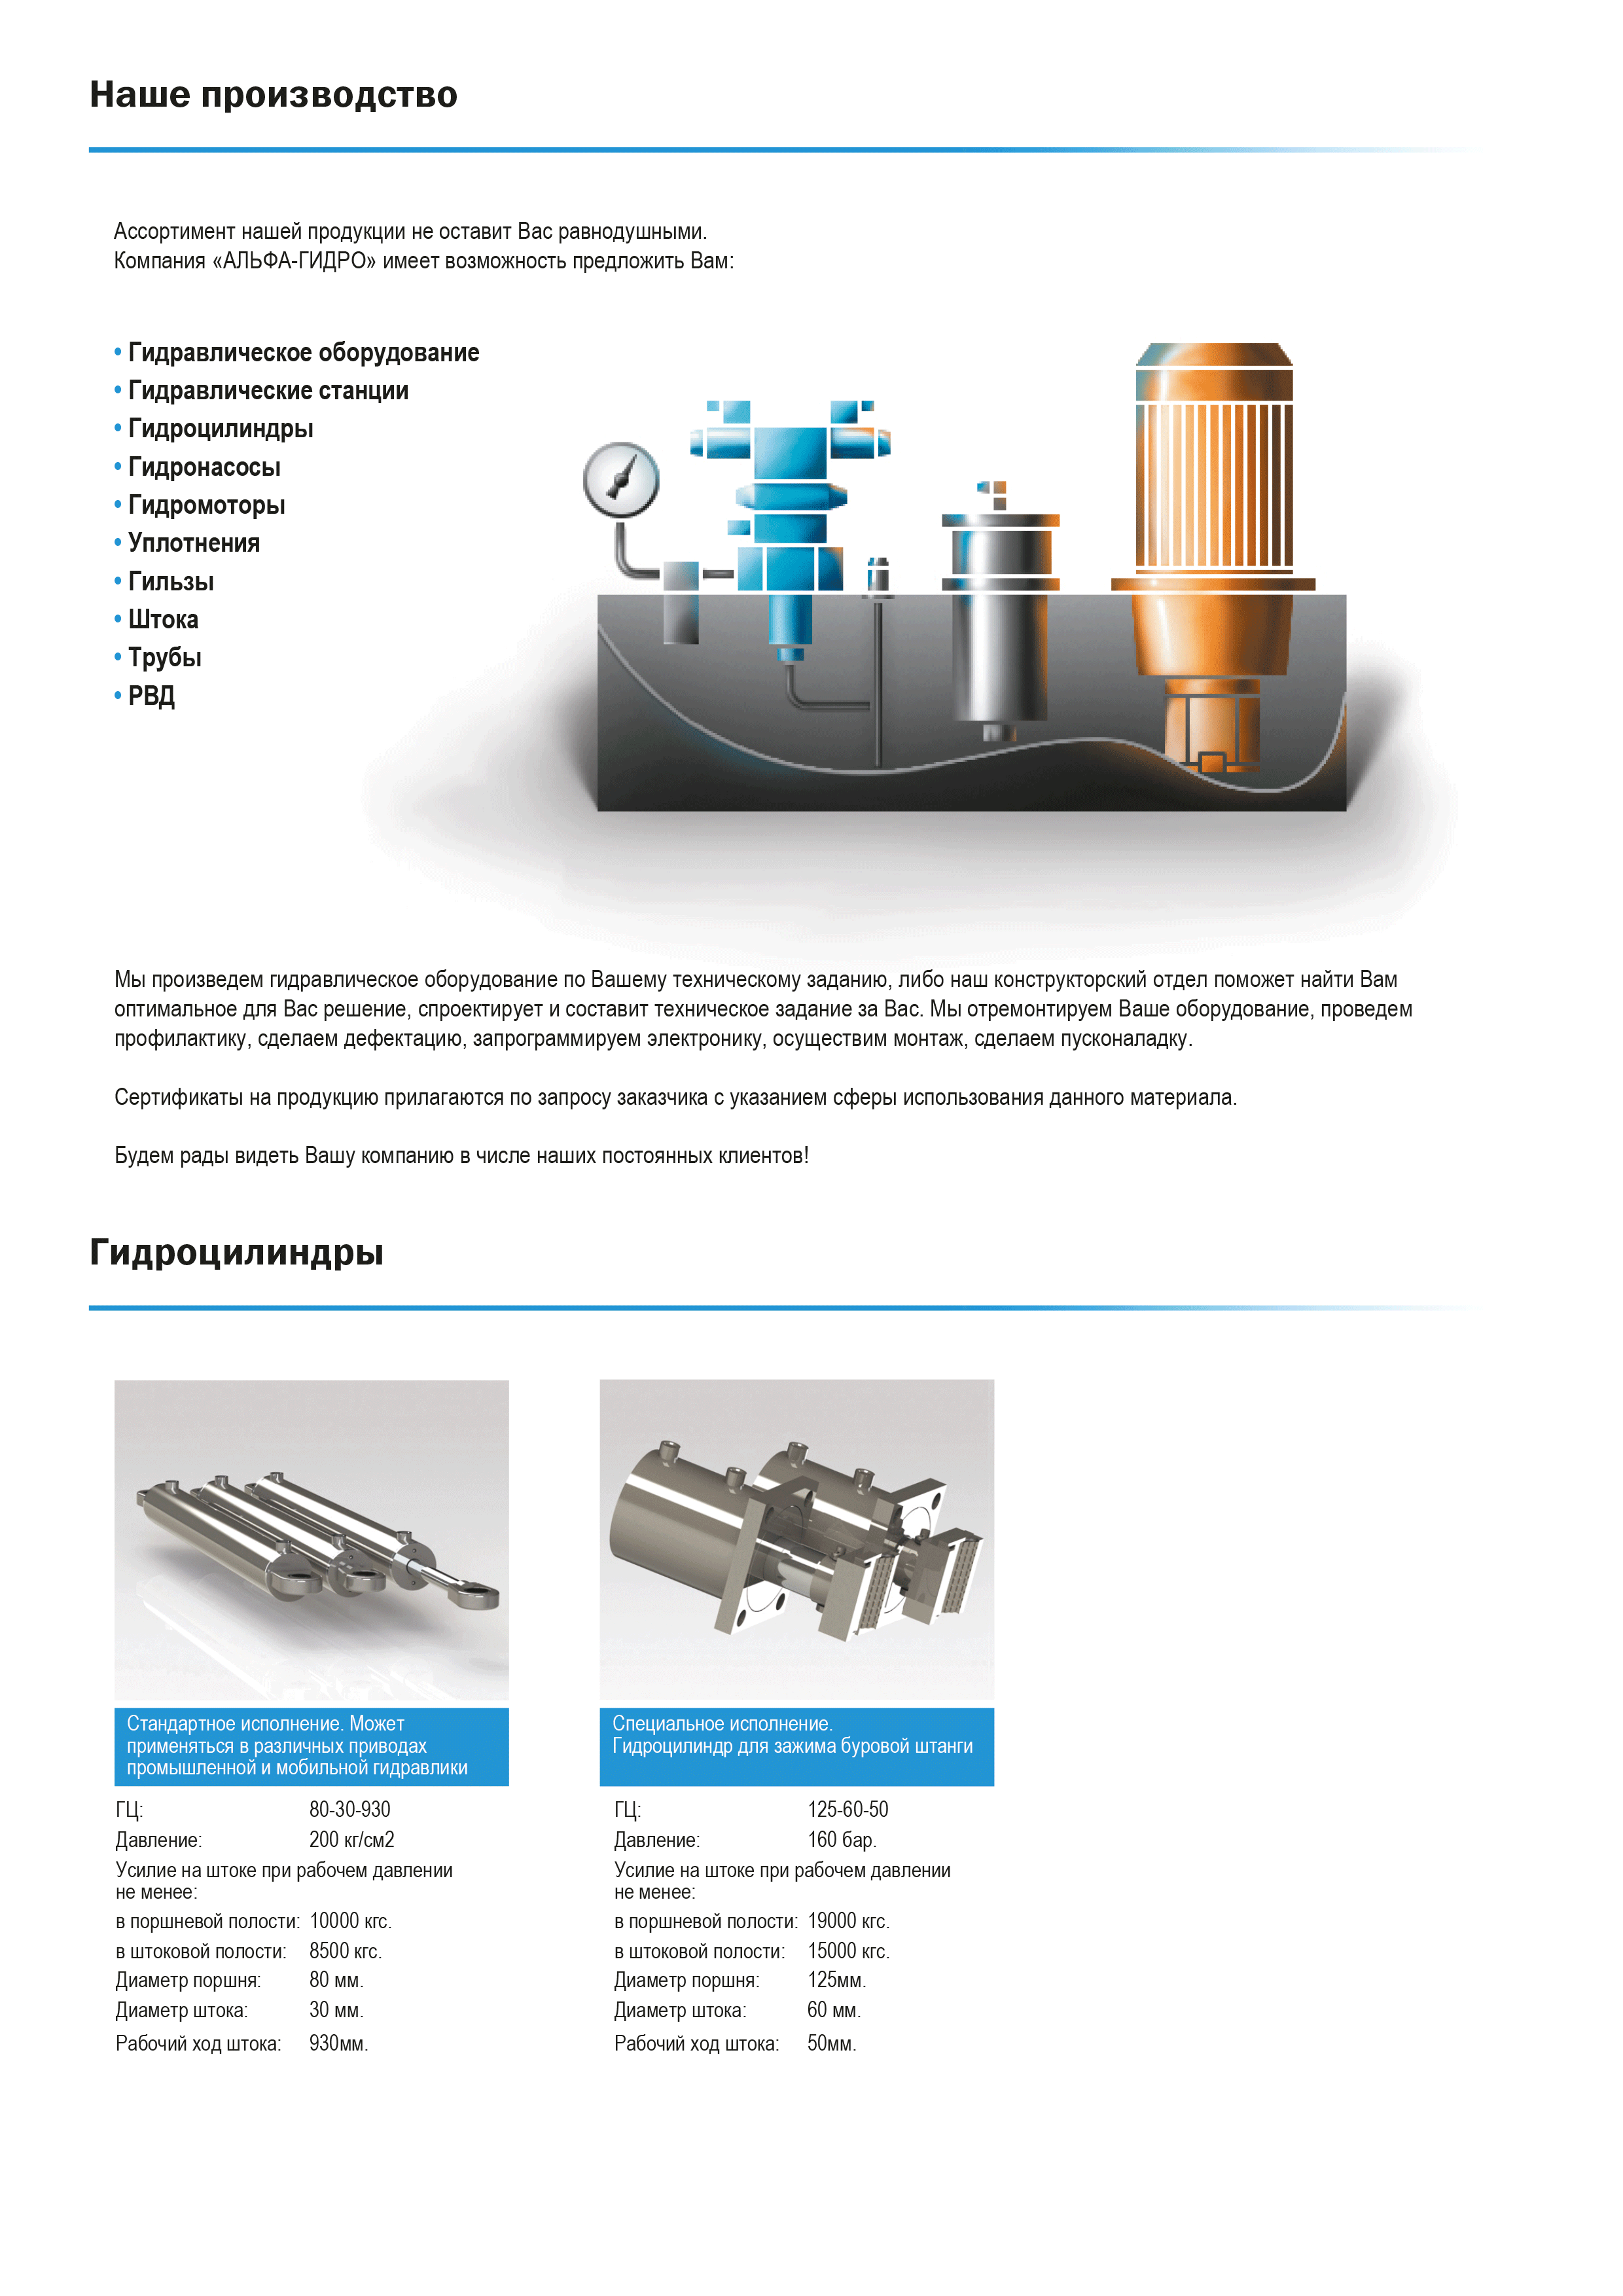 Наше производство
Ассортимент нашей продукции не оставит Вас равнодушными.
Компания «АЛЬФА-ГИДРО» имеет возможность предложить Вам:
• Гидравлическое оборудование
• Гидравлические станции
• Гидроцилиндры
• Гидронасосы
• Гидромоторы
• Уплотнения
• Гильзы
• Штока
• Трубы
• РВД
Мы произведем гидравлическое оборудование по Вашему техническому заданию, либо наш конструкторский отдел поможет найти Вам
оптимальное для Вас решение, спроектирует и составит техническое задание за Вас. Мы отремонтируем Ваше оборудование, проведем
профилактику, сделаем дефектацию, запрограммируем электронику, осуществим монтаж, сделаем пусконаладку.
Сертификаты на продукцию прилагаются по запросу заказчика с указанием сферы использования данного материала.
Будем рады видеть Вашу компанию в числе наших постоянных клиентов!
Гидроцилиндры
Стандартное исполнение. Может
применяться в различных приводах
промышленной и мобильной гидравлики
ГЦ: 80-30-930
Давление: 200 кг/см2
Усилие на штоке при рабочем давлении
не менее:
в поршневой полости: 10000 кгс.
в штоковой полости: 8500 кгс.
Диаметр поршня: 80 мм.
Диаметр штока: 30 мм.
Рабочий ход штока: 930мм.
Специальное исполнение.
Гидроцилиндр для зажима буровой штанги
ГЦ: 125-60-50
Давление: 160 бар.
Усилие на штоке при рабочем давлении
не менее:
в поршневой полости: 19000 кгс.
в штоковой полости: 15000 кгс.
Диаметр поршня: 125мм.
Диаметр штока: 60 мм.
Рабочий ход штока: 50мм.